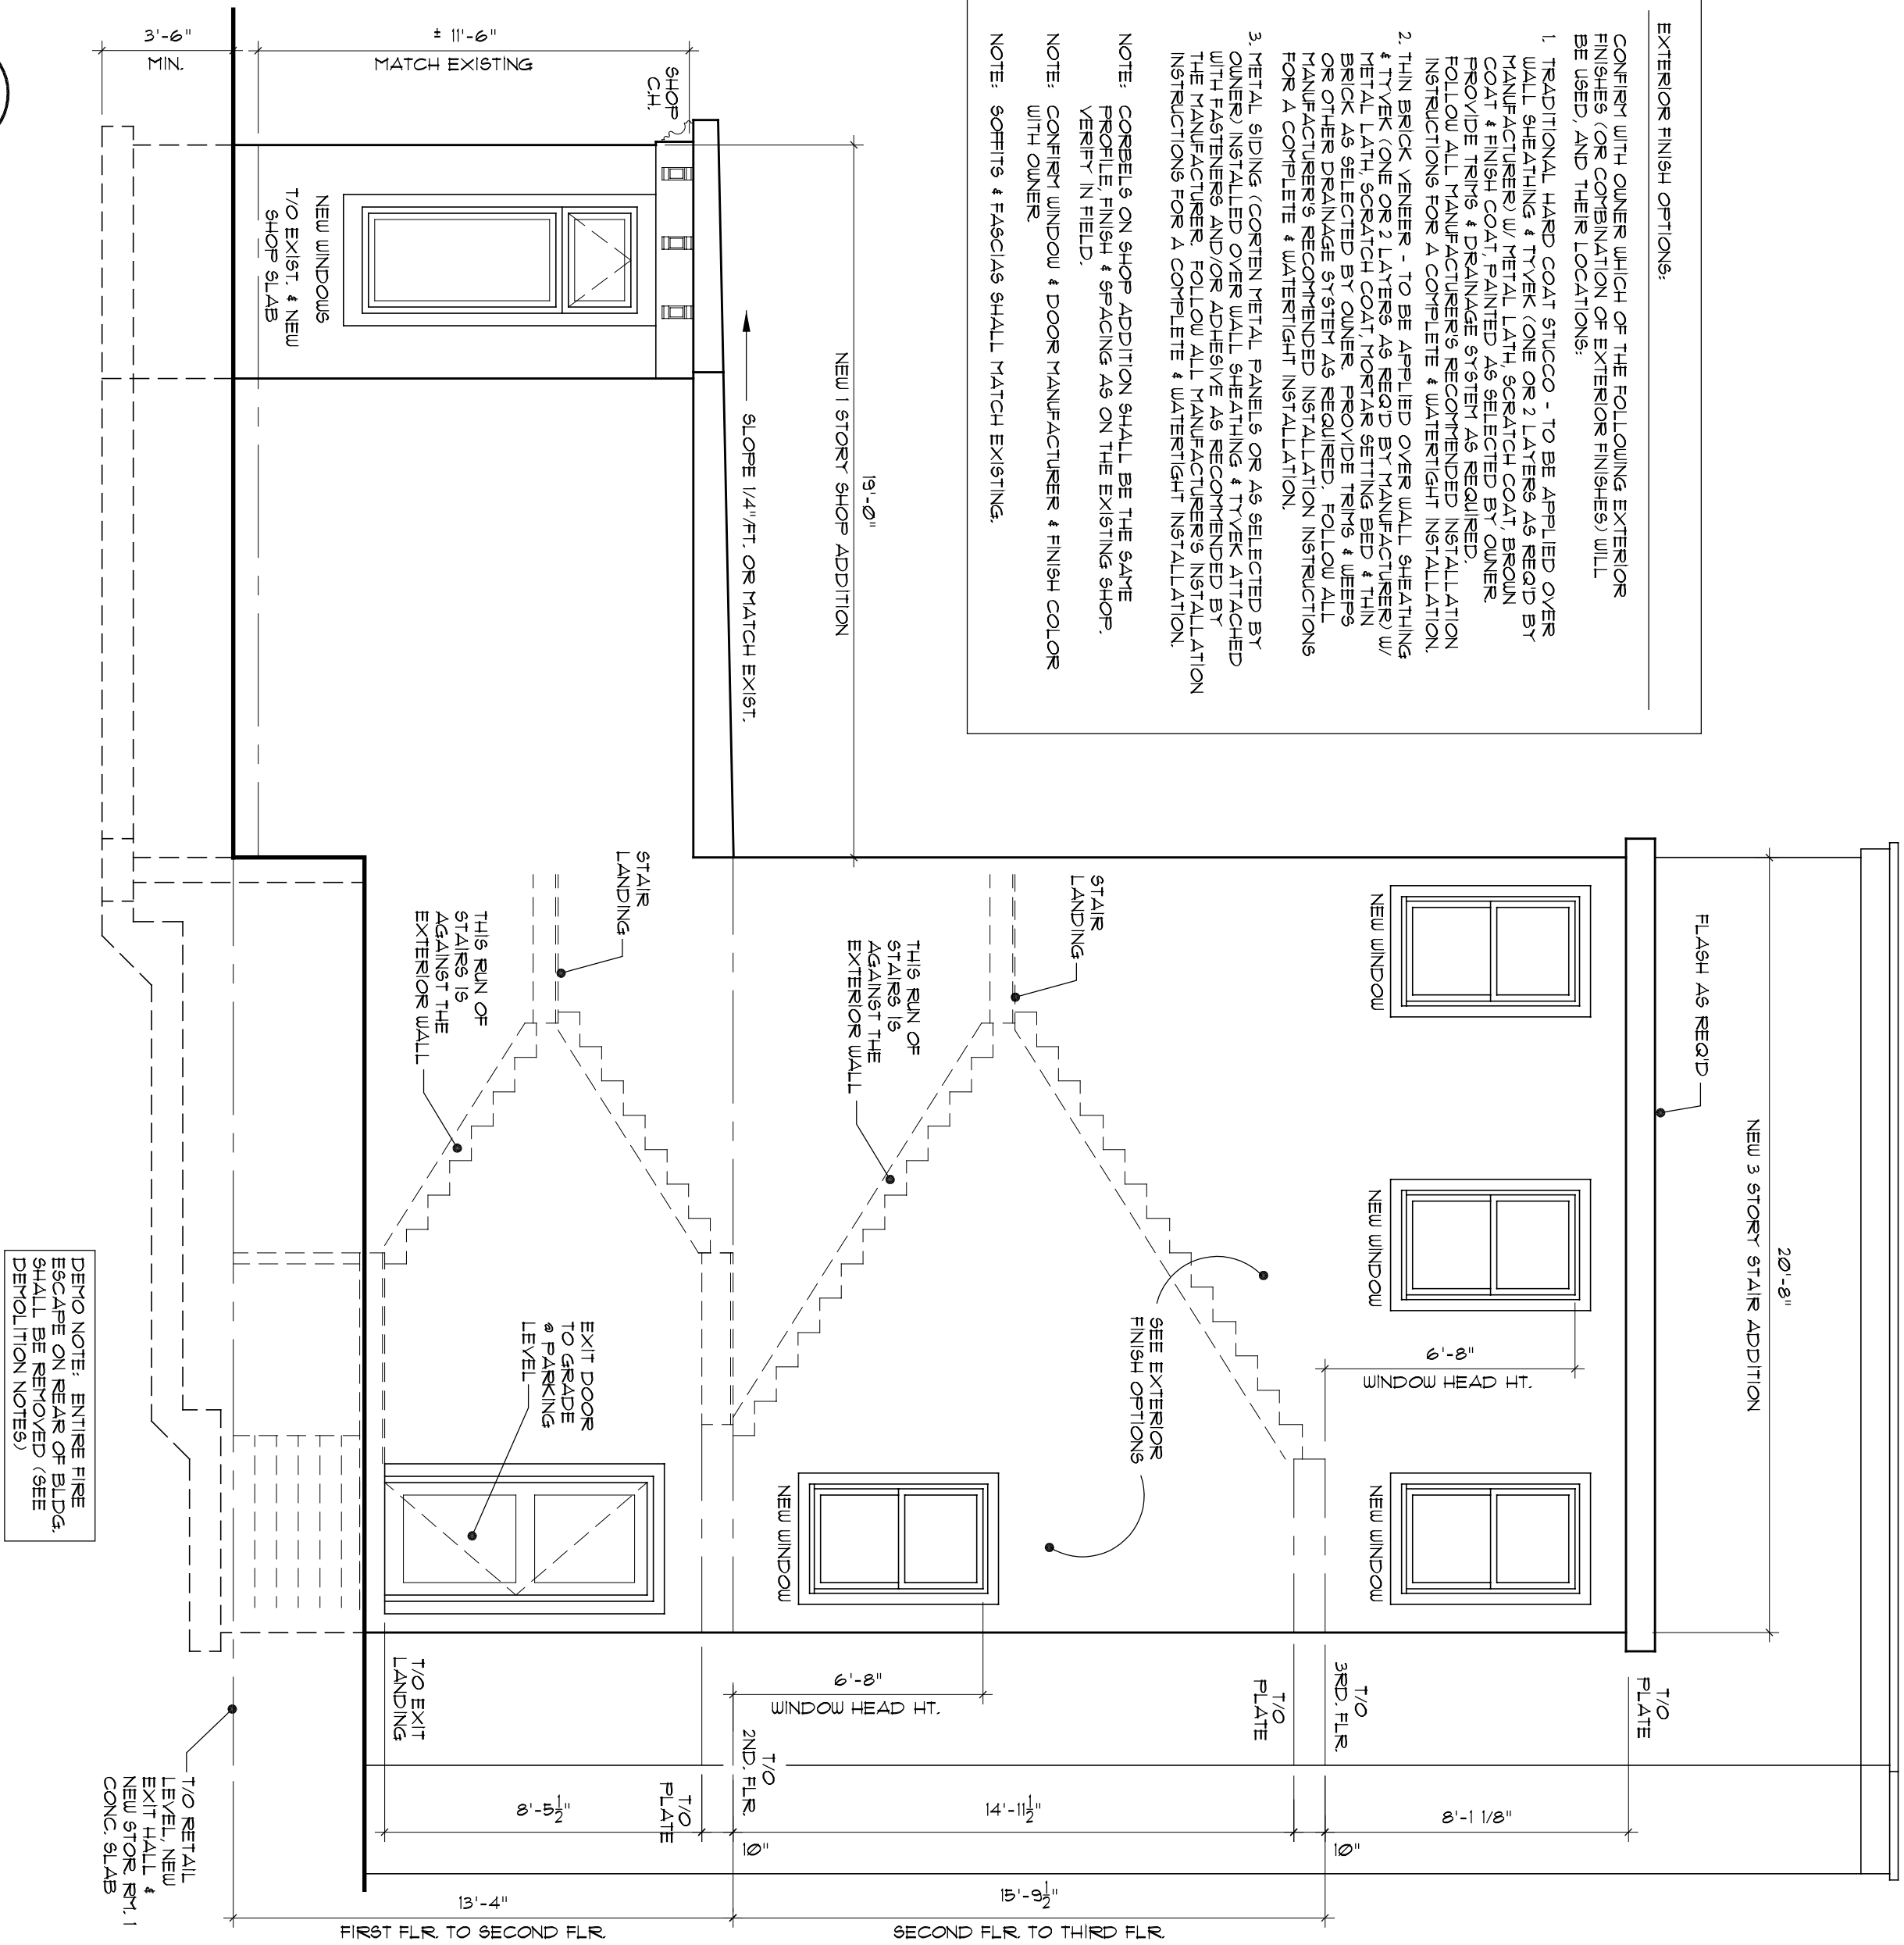 EXTERIOR FINISH OPTIONS:
CONFIRM WITH OWNER WHICH OF THE FOLLOWING EXTERIOR
FINISHES (OR COMBINATION OF EXTERIOR FINISHES) WILL
BE USED, AND THEIR LOCATIONS:
1. TRADITIONAL HARD COAT STUCCO - TO BE APPLIED OVER
WALL SHEATHING & TYVEK (ONE OR 2 LAYERS AS REQ'D BY
MANUFACTURER) W/ METAL LATH, SCRATCH COAT, BROWN
COAT & FINISH COAT, PAINTED AS SELECTED BY OWNER.
PROVIDE TRIMS & DRAINAGE SYSTEM AS REQUIRED.
FOLLOW ALL MANUFACTURER'S RECOMMENDED INSTALLATION
INSTRUCTIONS FOR A COMPLETE & WATERTIGHT INSTALLATION.
2. THIN BRICK VENEER - TO BE APPLIED OVER WALL SHEATHING
& TYVEK (ONE OR 2 LAYERS AS REQ'D BY MANUFACTURER) W/
METAL LATH, SCRATCH COAT, MORTAR SETTING BED & THIN
BRICK AS SELECTED BY OWNER. PROVIDE TRIMS & WEEPS
OR OTHER DRAINAGE SYSTEM AS REQUIRED. FOLLOW ALL
MANUFACTURER'S RECOMMENDED INSTALLATION INSTRUCTIONS
FOR A COMPLETE & WATERTIGHT INSTALLATION.
3. METAL SIDING (CORTEN METAL PANELS OR AS SELECTED BY
OWNER) INSTALLED OVER WALL SHEATHING & TYVEK ATTACHED
WITH FASTENERS AND/OR ADHESIVE AS RECOMMENDED BY
THE MANUFACTURER. FOLLOW ALL MANUFACTURER'S INSTALLATION
INSTRUCTIONS FOR A COMPLETE & WATERTIGHT INSTALLATION.
NOTE: CORBELS ON SHOP ADDITION SHALL BE THE SAME
PROFILE, FINISH & SPACING AS ON THE EXISTING SHOP.
VERIFY IN FIELD.
NOTE: CONFIRM WINDOW & DOOR MANUFACTURER & FINISH COLOR
WITH OWNER.
NOTE: SOFFITS & FASCIAS SHALL MATCH EXISTING.
FLASH AS REQ'D
20'-8"
NEW 3 STORY STAIR ADDITION
NEW WINDOW
NEW WINDOW
NEW WINDOW
6'-8"
WINDOW HEAD HT.
T/O
PLATE
8'-1 1/8"
T/O
3RD. FLR.
10"
T/O
PLATE
SEE EXTERIOR
FINISH OPTIONS
STAIR
LANDING
THIS RUN OF
STAIRS IS
AGAINST THE
EXTERIOR WALL
14'-11 1/2"
15'-9 1/2"
SECOND FLR. TO THIRD FLR.
NEW WINDOW
6'-8"
WINDOW HEAD HT.
19'-0"
NEW 1 STORY SHOP ADDITION
SLOPE 1/4"/FT. OR MATCH EXIST.
T/O
2ND. FLR.
10"
T/O
PLATE
SHOP
C.H.
± 11'-6"
MATCH EXISTING
3'-6"
MIN.
NEW WINDOWS
T/O EXIST. & NEW
SHOP SLAB
STAIR
LANDING
THIS RUN OF
STAIRS IS
AGAINST THE
EXTERIOR WALL
EXIT DOOR
TO GRADE
@ PARKING
LEVEL
8'-5 1/2"
T/O EXIT
LANDING
13'-4"
FIRST FLR. TO SECOND FLR.
T/O RETAIL
LEVEL, NEW
EXIT HALL &
NEW STOR. RM. 1
CONC. SLAB
DEMO NOTE: ENTIRE FIRE
ESCAPE ON REAR OF BLDG.
SHALL BE REMOVED (SEE
DEMOLITION NOTES)